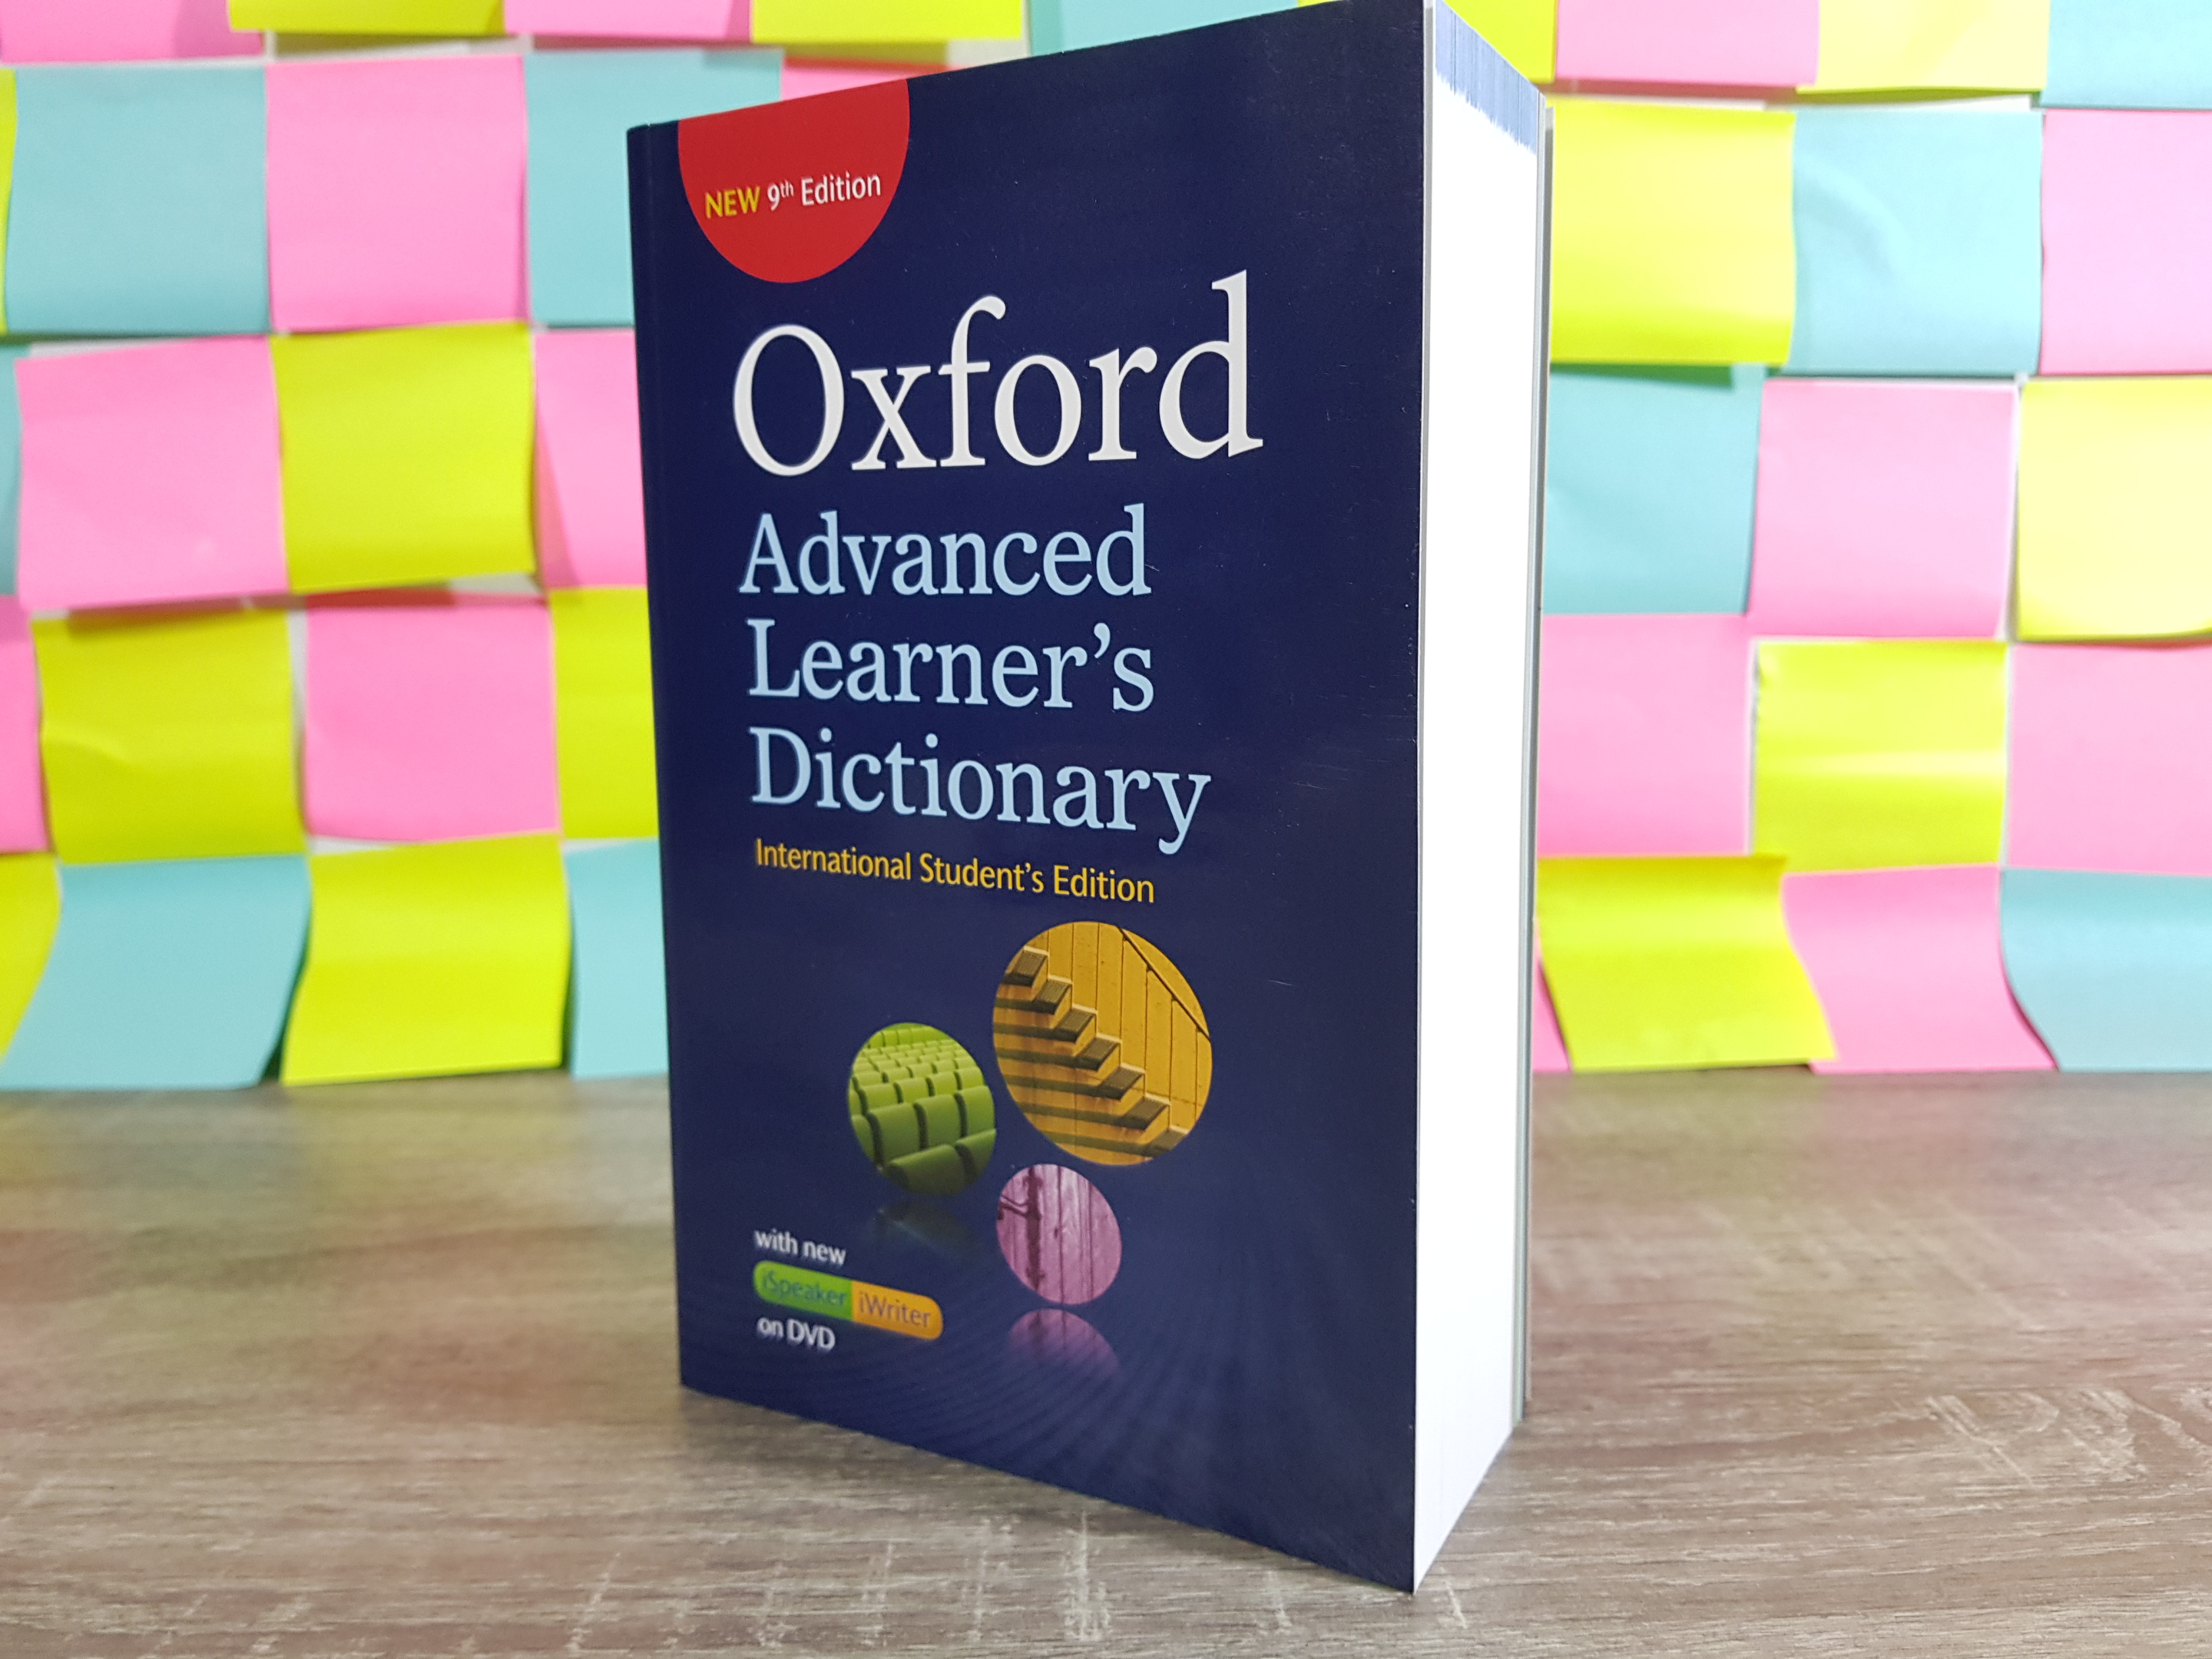 NEW 9th Edition
Oxford
Advanced
Learner's
Dictionary
International Student's Edition
with new
iSpeaker iWriter
on DVD